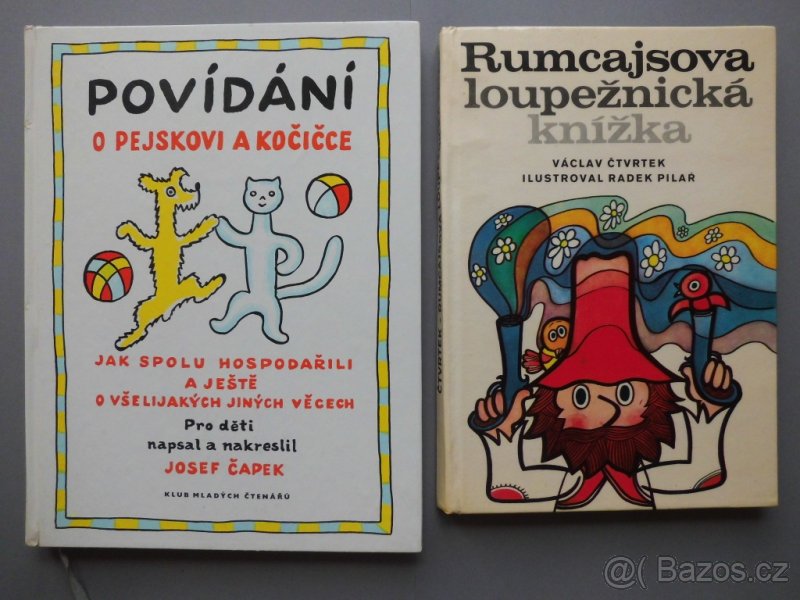 POVÍDÁNÍ
O PEJSKOVI A KOČIČCE
JAK SPOLU HOSPODAŘILI
A JEŠTĚ
O VŠELIJAKÝCH JINÝCH VĚCECH
Pro děti
napsal a nakreslil
JOSEF ČAPEK
KLUB MLADÝCH ČTENÁŘŮ
Rumcajsova
loupežnická
knížka
VÁCLAV ČTVRTEK
ILUSTROVAL RADEK PILAŘ
@( Bazos.cz